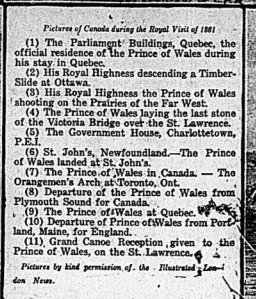 Pictures of Canada during the Royal Visit of 1861
(1) The Parliament Buildings, Quebec, the
official residence of the Prince of Wales during
his stay in Quebec.
(2) His Royal Highness descending a Timber-
Slide at Ottawa.
(3) His Royal Highness the Prince of Wales
shooting on the Prairies of the Far West.
(4) The Prince of Wales laying the last stone
of the Victoria Bridge over the St. Lawrence.
(5) The Government House, Charlottetown,
P.E.I.
(6) St. John's, Newfoundland.—The Prince
of Wales landed at St. John's.
(7) The Prince of Wales in Canada. — The
Orangemen's Arch at Toronto, Ont.
(8) Departure of the Prince of Wales from
Plymouth Sound for Canada.
(9) The Prince of Wales at Quebec.
(10) Departure of Prince of Wales from Port
land, Maine, for England.
(11) Grand Canoe Reception given to the
Prince of Wales, on the St. Lawrence.
Pictures by kind permission of the Illustrated Lon-
don News.